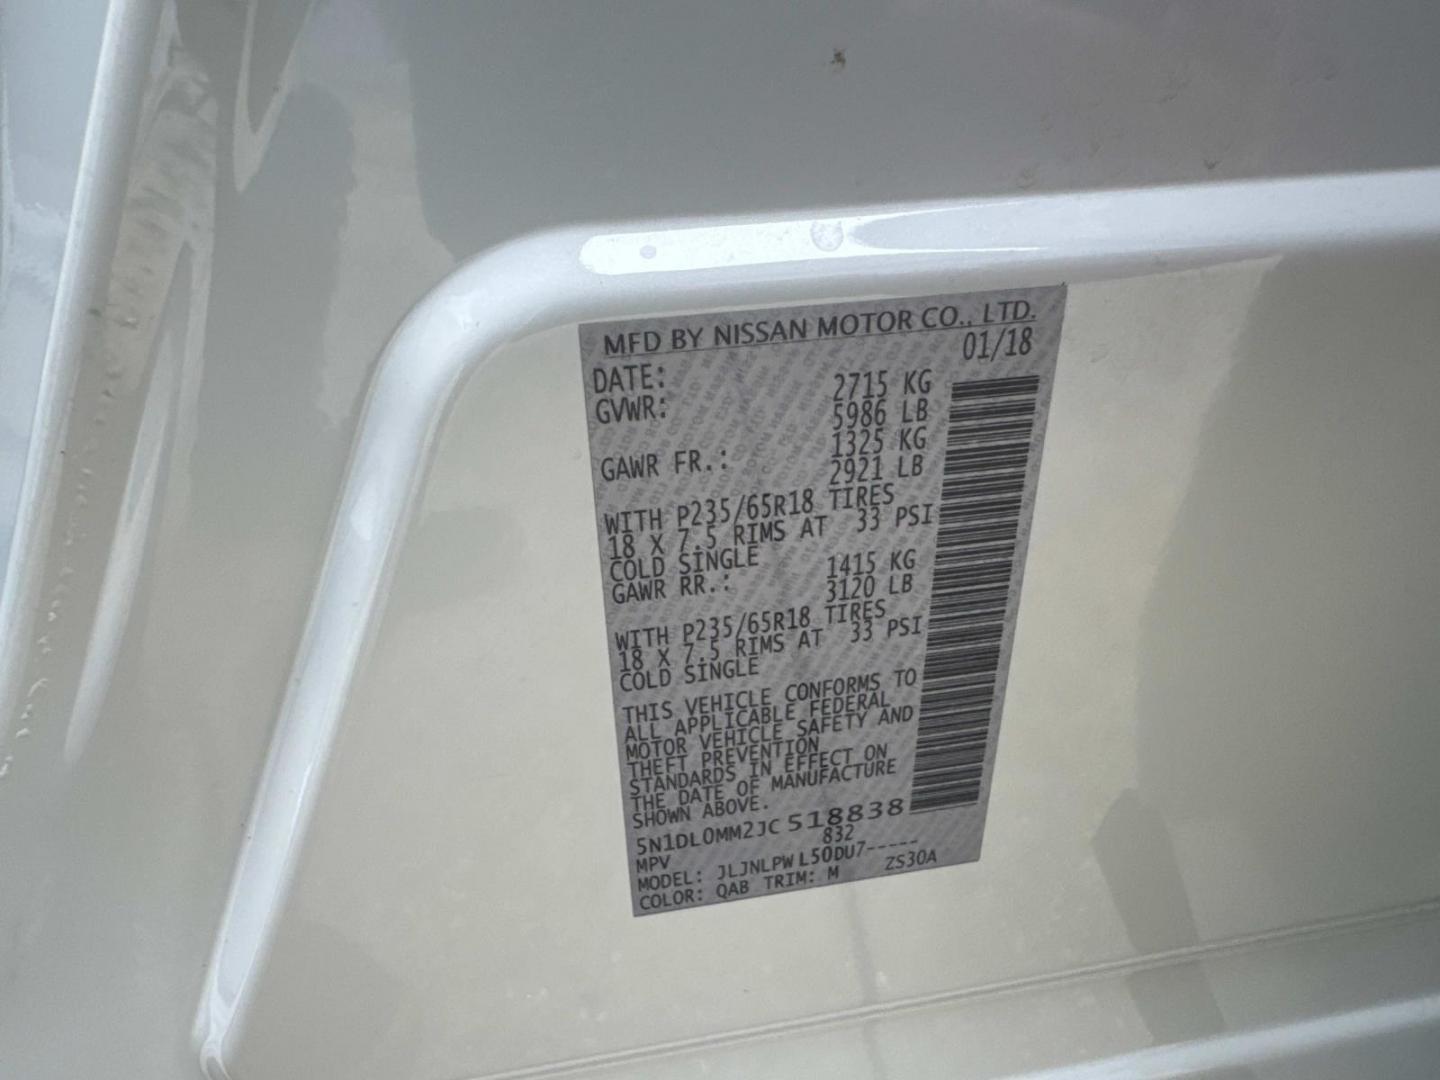 MFD BY NISSAN MOTOR CO., LTD.
DATE: 01/18
GVWR: 2715 KG
5986 LB
GAWR FR.: 1325 KG
2921 LB
WITH P235/65R18 TIRES
18 X 7.5 RIMS AT 33 PSI
COLD SINGLE
GAWR RR.: 1415 KG
3120 LB
WITH P235/65R18 TIRES
18 X 7.5 RIMS AT 33 PSI
COLD SINGLE
THIS VEHICLE CONFORMS TO
ALL APPLICABLE FEDERAL
MOTOR VEHICLE SAFETY AND
THEFT PREVENTION
STANDARDS IN EFFECT ON
THE DATE OF MANUFACTURE
SHOWN ABOVE.
5N1DL0MM2JC518838
MPV 832
MODEL: JLJNLPWL50DU7-----
COLOR: QAB TRIM: M ZS30A